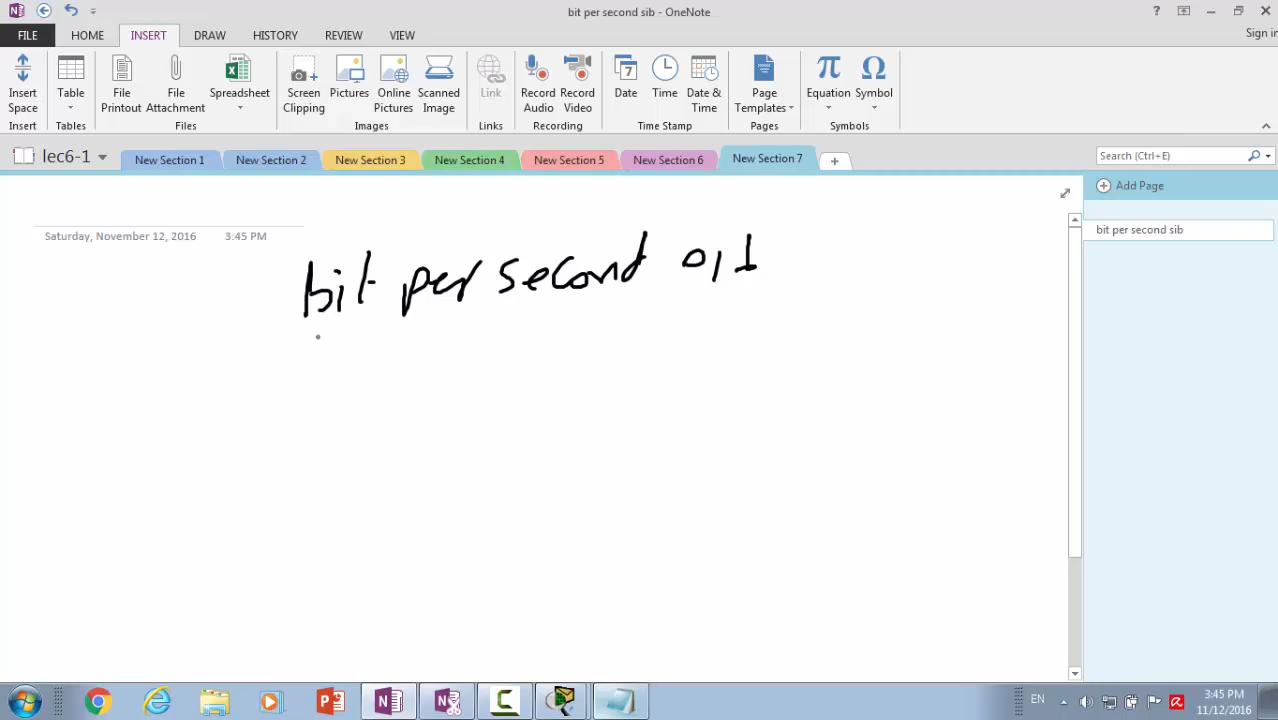 bit per second sib - OneNote
?
FILE HOME INSERT DRAW HISTORY REVIEW VIEW
Sign in
Insert Space
Table
File Printout
File Attachment
Spreadsheet
Screen Clipping
Pictures
Online Pictures
Scanned Image
Link
Record Audio
Record Video
Date
Time
Date & Time
Page Templates
π Equation
Ω Symbol
Insert Tables Files Images Links Recording Time Stamp Pages Symbols
lec6-1 New Section 1 New Section 2 New Section 3 New Section 4 New Section 5 New Section 6 New Section 7
Search (Ctrl+E)
Add Page
bit per second sib
Saturday, November 12, 2016 3:45 PM
bit per second 0,1
EN
3:45 PM
11/12/2016